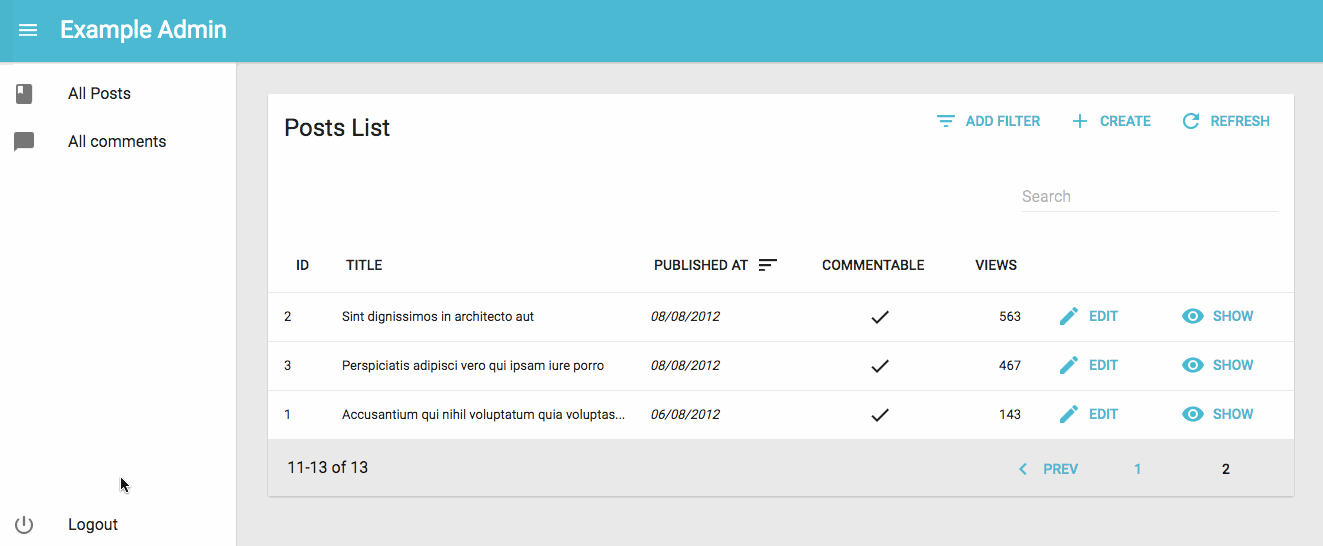 Example Admin
All Posts
All comments
Logout
Posts List
ADD FILTER CREATE REFRESH
Search
ID TITLE PUBLISHED AT COMMENTABLE VIEWS
2 Sint dignissimos in architecto aut 08/08/2012 563 EDIT SHOW
3 Perspiciatis adipisci vero qui ipsam iure porro 08/08/2012 467 EDIT SHOW
1 Accusantium qui nihil voluptatum quia voluptas... 06/08/2012 143 EDIT SHOW
11-13 of 13 PREV 1 2